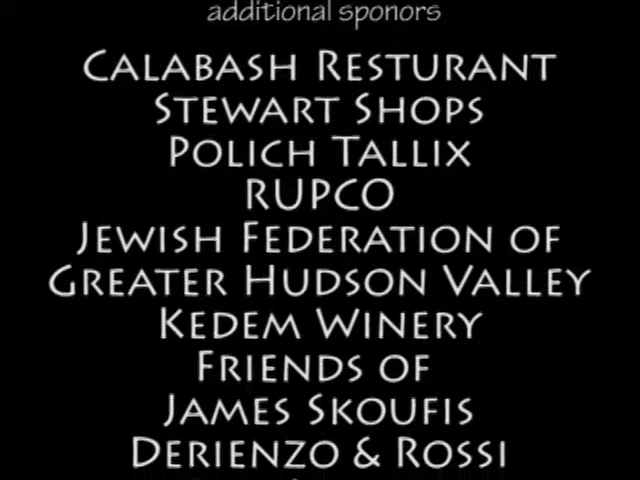 additional sponors
CALABASH RESTURANT
STEWART SHOPS
POLICH TALLIX
RUPCO
JEWISH FEDERATION OF
GREATER HUDSON VALLEY
KEDEM WINERY
FRIENDS OF
JAMES SKOUFIS
DERIENZO & ROSSI